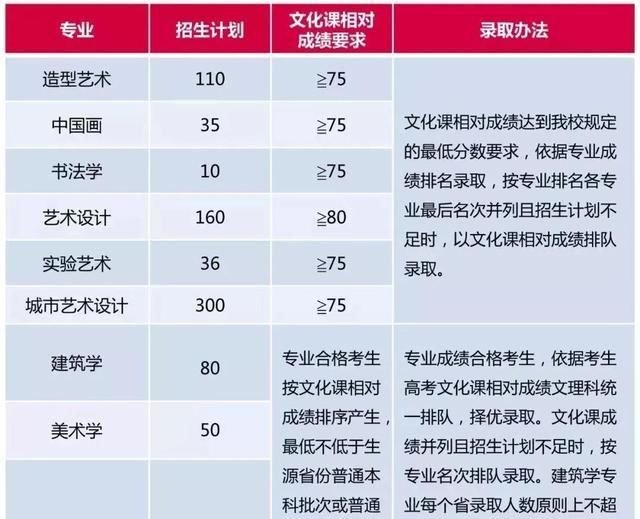 专业 招生计划 文化课相对 录取办法
成绩要求
造型艺术 110 ≧75
中国画 35 ≧75
书法学 10 ≧75
艺术设计 160 ≧80
实验艺术 36 ≧75
城市艺术设计 300 ≧75
文化课相对成绩达到我校规定
的最低分数要求，依据专业成
绩排名录取，按专业排名各专
业最后名次并列且招生计划不
足时，以文化课相对成绩排队
录取。
建筑学 80
美术学 50
专业合格考生
按文化课相对
成绩排序产生，
最低不低于生
源省份普通本
科批次或普通
专业成绩合格考生，依据考生
高考文化课相对成绩文理科统
一排队，择优录取。文化课成
绩并列且招生计划不足时，按
专业名次排队录取。建筑学专
业每个省录取人数原则上不超